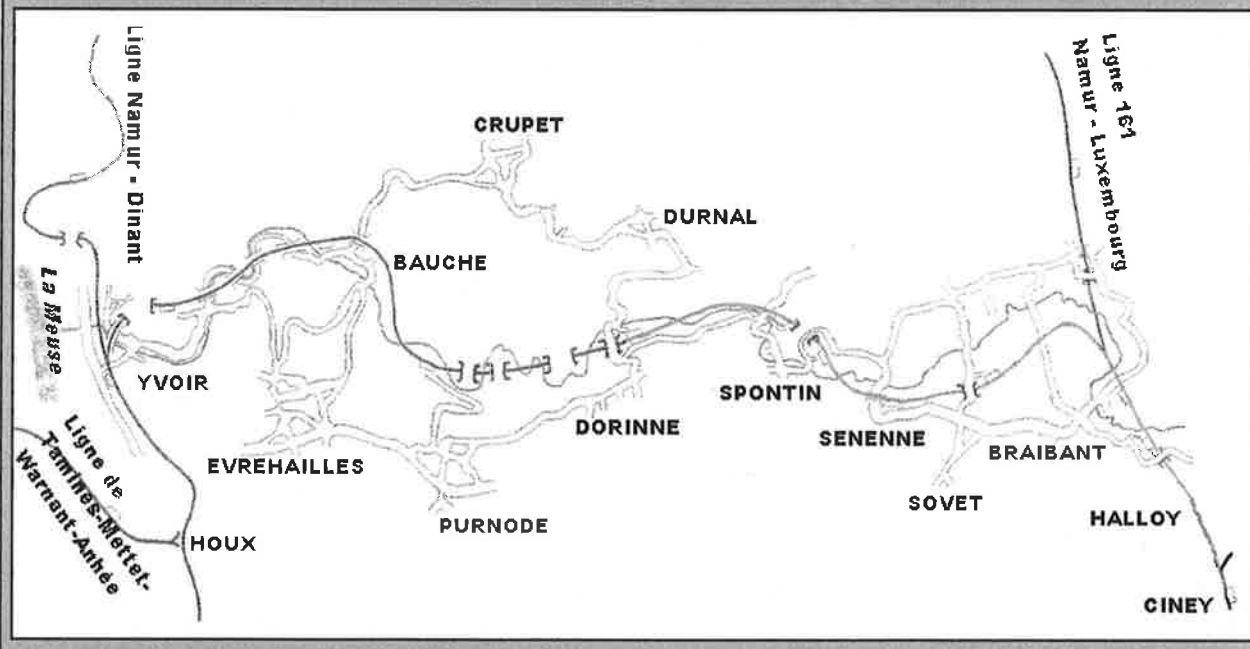 Ligne Namur - Dinant
Ligne 161
Namur - Luxembourg
CRUPET
DURNAL
BAUCHE
La Meuse
YVOIR
SPONTIN
DORINNE
SENENNE
BRAIBANT
EVREHAILLES
SOVET
PURNODE
HALLOY
Ligne de
Tamines-Mettet-
Warnant-Anhée
HOUX
CINEY